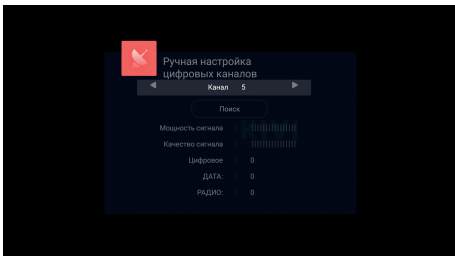 Ручная настройка
цифровых каналов
Канал 5
Поиск
Мощность сигнала
Качество сигнала
Цифровое 0
ДАТА: 0
РАДИО: 0